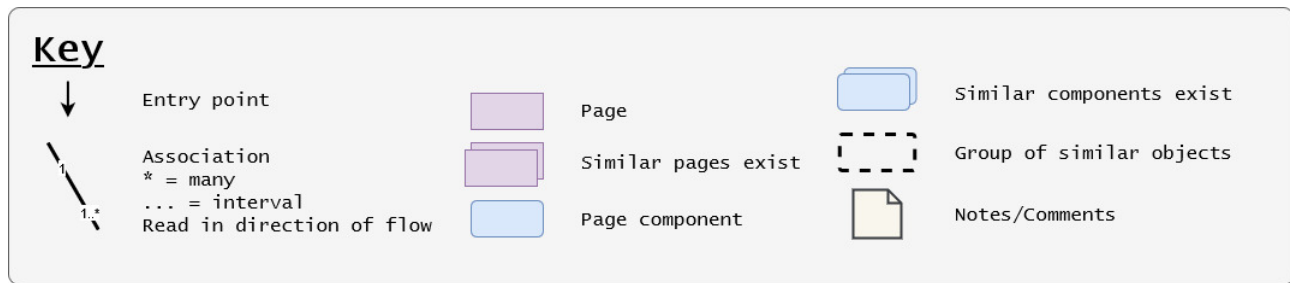 Key
Entry point
1
1..*
Association
* = many
... = interval
Read in direction of flow
Page
Similar pages exist
Page component
Similar components exist
Group of similar objects
Notes/Comments